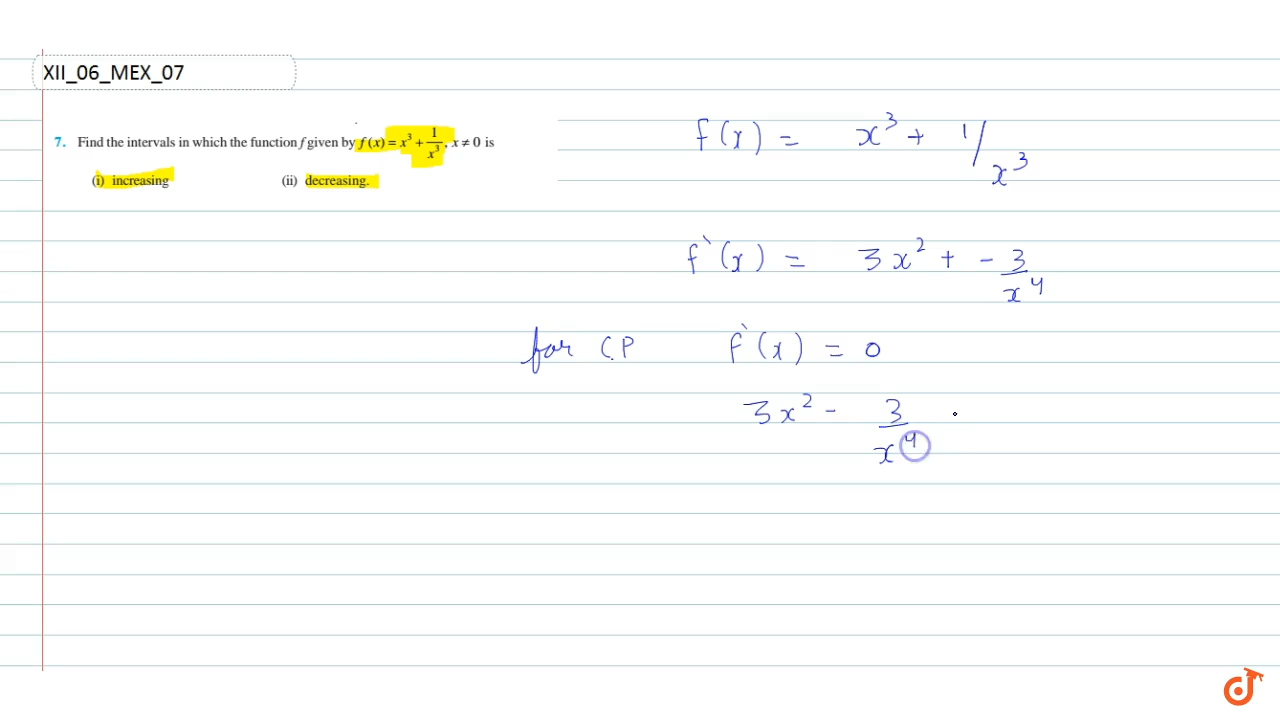 XII_06_MEX_07
7. Find the intervals in which the function f given by f (x) = x³ + 1/x³, x ≠ 0 is
(i) increasing (ii) decreasing.
f(x) = x³ + 1/x³
f`(x) = 3x² + - 3/x⁴
for C.P f`(x) = 0
3x² - 3/x⁴